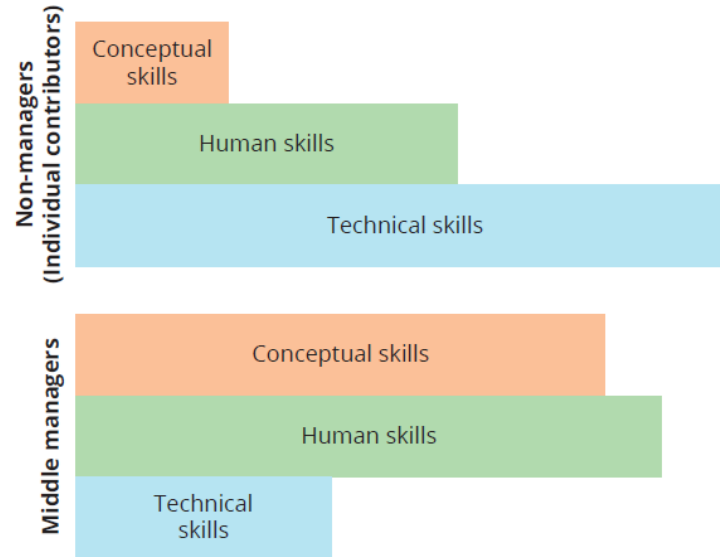 Non-managers
(Individual contributors)
Conceptual
skills
Human skills
Technical skills
Middle managers
Conceptual skills
Human skills
Technical
skills